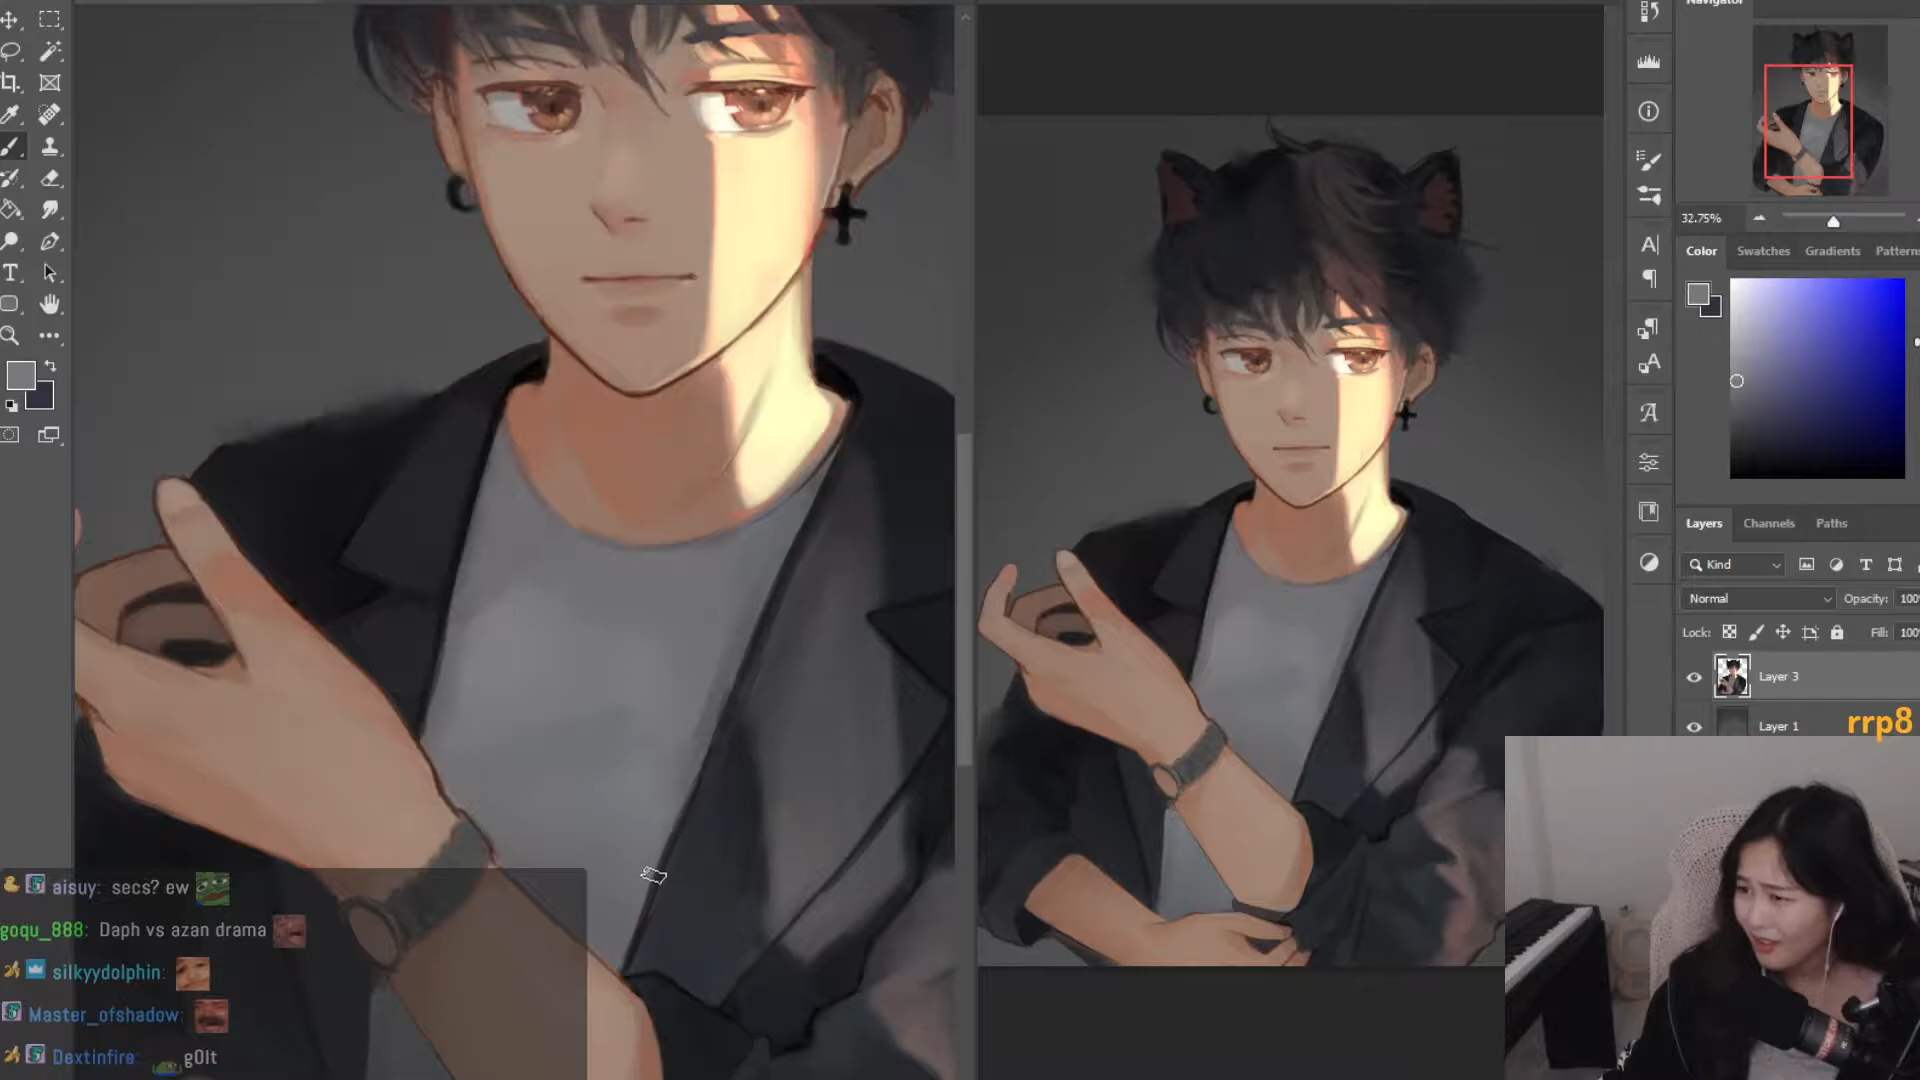 Navigator
32.75%
Color Swatches Gradients Patterns
Layers Channels Paths
Kind
Normal Opacity: 100
Lock: Fill: 100
Layer 3
Layer 1
rrp8
aisuy: secs? ew
goqu_888: Daph vs azan drama
silkyydolphin:
Master_ofshadow:
Dextinfire: g0lt